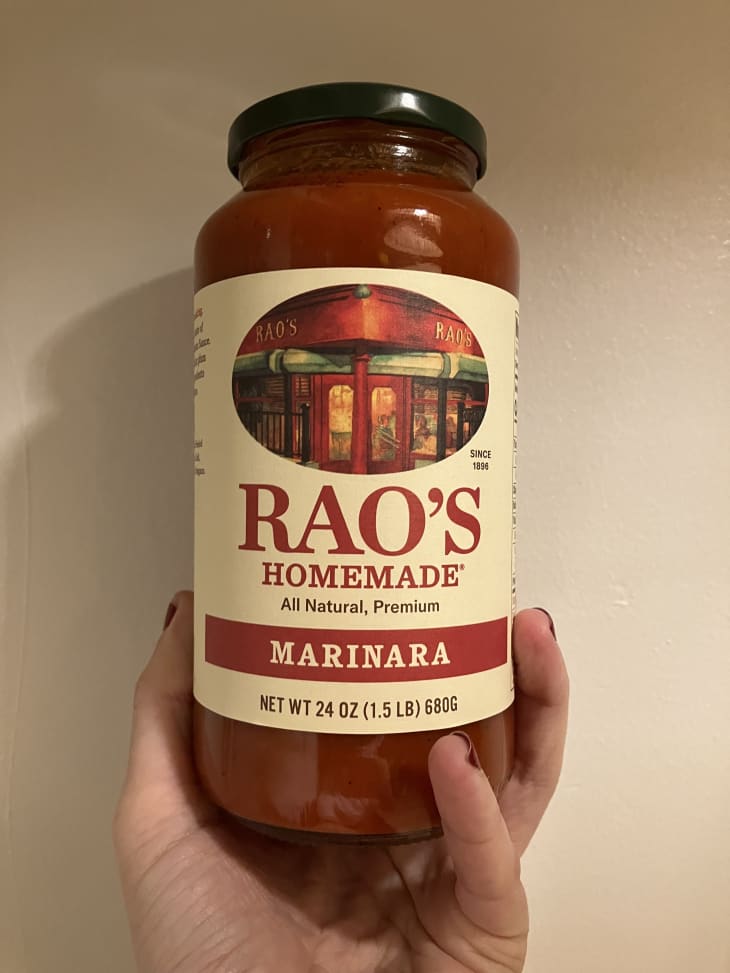 RAO'S
RAO'S
SINCE
1896
RAO'S
HOMEMADE®
All Natural, Premium
MARINARA
NET WT 24 OZ (1.5 LB) 680G